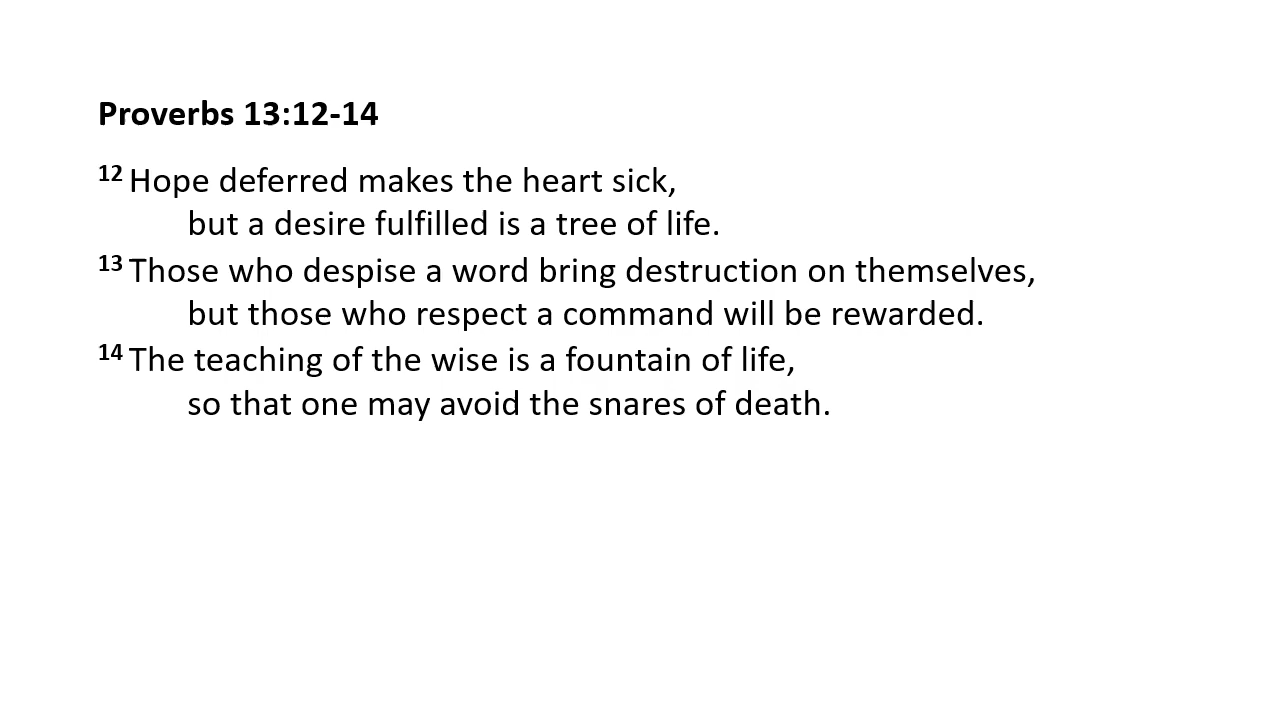 Proverbs 13:12-14
12 Hope deferred makes the heart sick,
but a desire fulfilled is a tree of life.
13 Those who despise a word bring destruction on themselves,
but those who respect a command will be rewarded.
14 The teaching of the wise is a fountain of life,
so that one may avoid the snares of death.